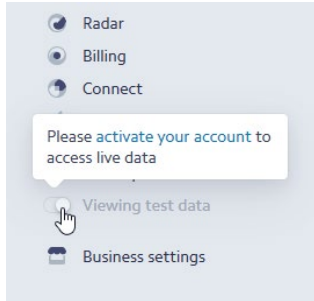 Radar
Billing
Connect
Please activate your account to
access live data
Viewing test data
Business settings